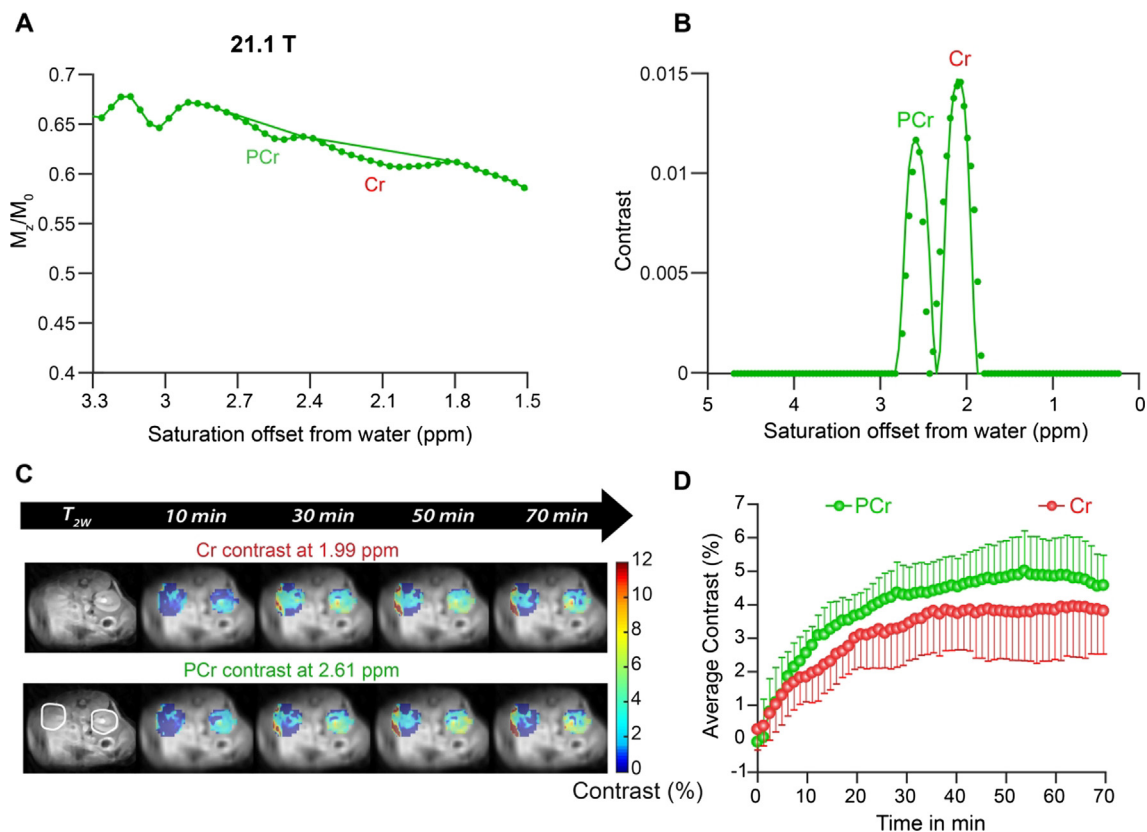 A
21.1 T
0.7
0.65
0.6
0.55
0.5
0.45
0.4
M_z/M_0
PCr
Cr
3.3 3 2.7 2.4 2.1 1.8 1.5
Saturation offset from water (ppm)
B
Cr
PCr
0.015
0.01
0.005
0
Contrast
5 4 3 2 1 0
Saturation offset from water (ppm)
C
T_2W 10 min 30 min 50 min 70 min
Cr contrast at 1.99 ppm
PCr contrast at 2.61 ppm
12
10
8
6
4
2
0
Contrast (%)
D
PCr Cr
7
6
5
4
3
2
1
0
-1
Average Contrast (%)
0 10 20 30 40 50 60 70
Time in min